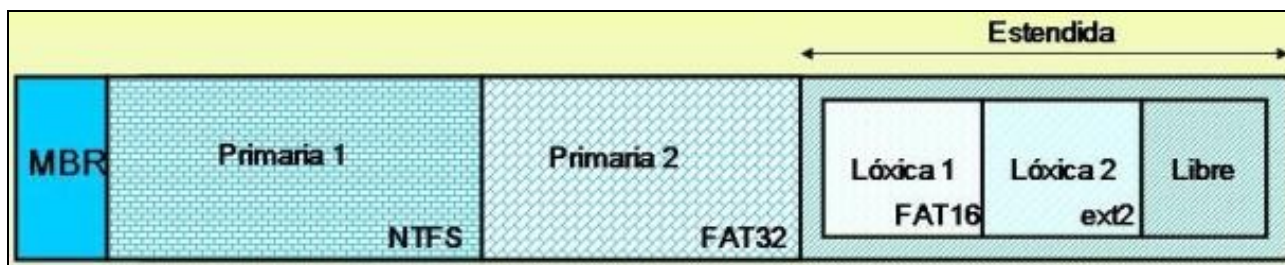 Estendida
MBR
Primaria 1
NTFS
Primaria 2
FAT32
Lóxica 1
FAT16
Lóxica 2
ext2
Libre